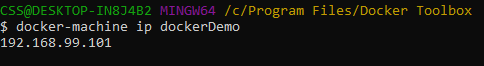 CSS@DESKTOP-IN8J4B2 MINGW64 /c/Program Files/Docker Toolbox
$ docker-machine ip dockerDemo
192.168.99.101